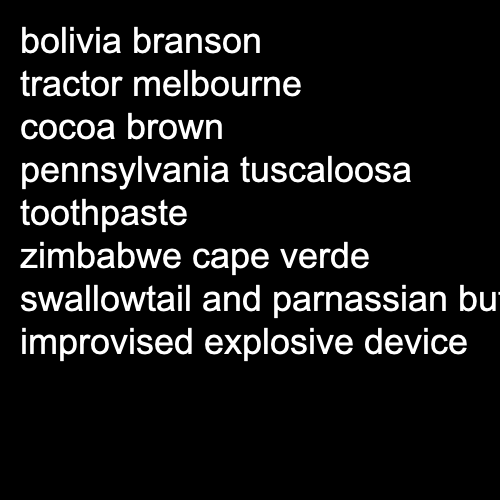 bolivia branson
tractor melbourne
cocoa brown
pennsylvania tuscaloosa
toothpaste
zimbabwe cape verde
swallowtail and parnassian
improvised explosive device